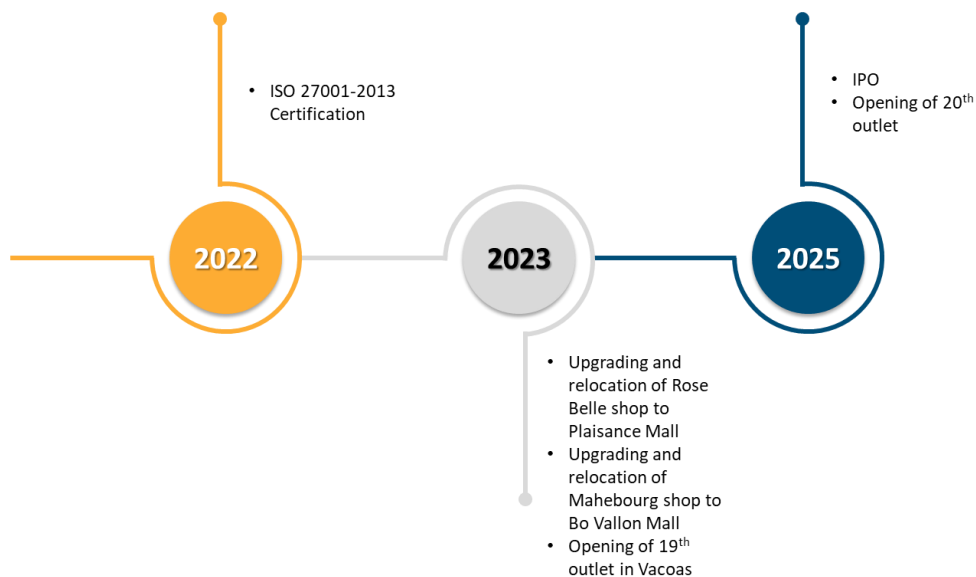 2022
• ISO 27001-2013
Certification
2023
• Upgrading and
relocation of Rose
Belle shop to
Plaisance Mall
• Upgrading and
relocation of
Mahebourg shop to
Bo Vallon Mall
• Opening of 19th
outlet in Vacoas
2025
• IPO
• Opening of 20th
outlet